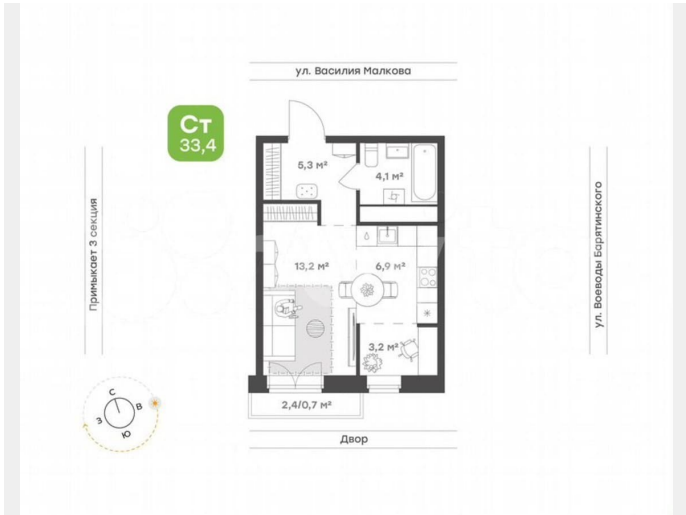 ул. Василия Малкова
Ст
33,4
5,3 м²
4,1 м²
13,2 м²
6,9 м²
3,2 м²
2,4/0,7 м²
Примыкает 3 секция
ул. Воеводы Барятинского
С
В
З
Ю
Двор